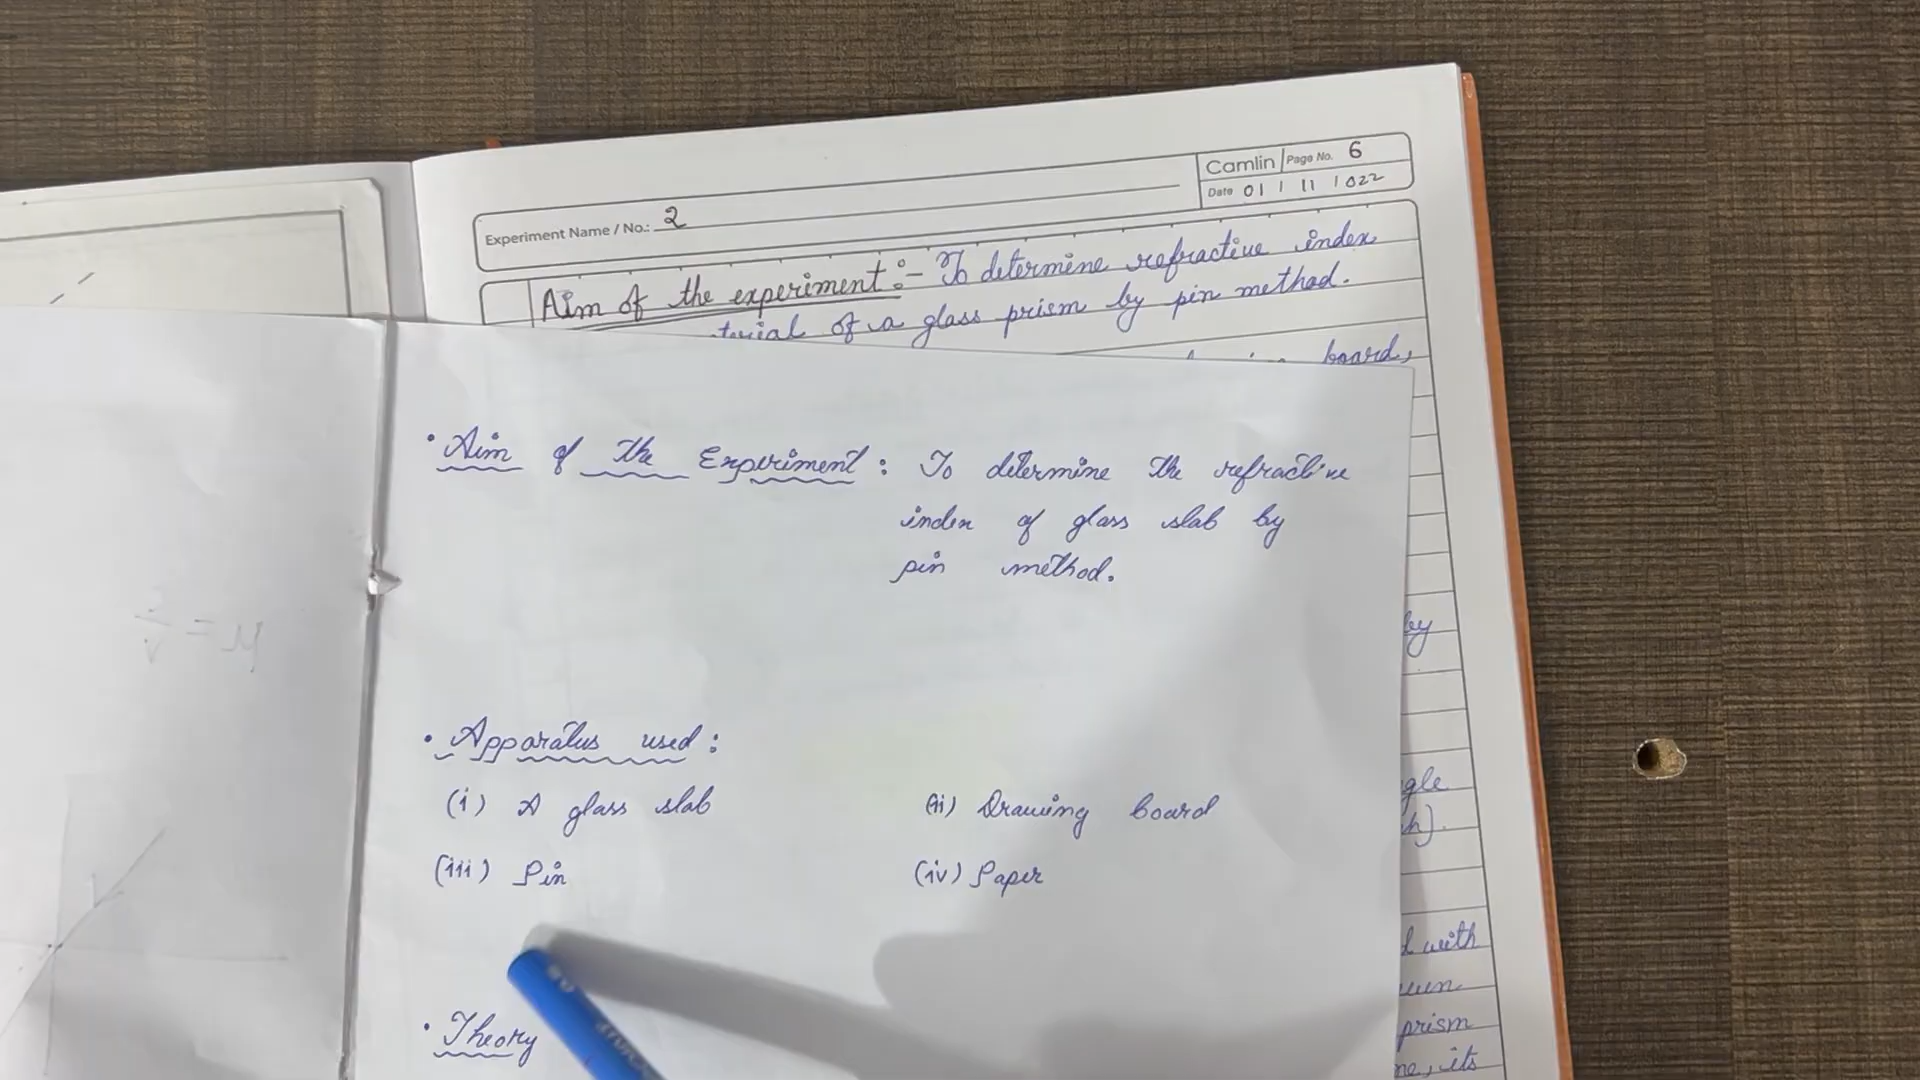 Camlin Page No. 6
Date 01 / 11 / 022
Experiment Name / No.: 2
Aim of the experiment :- To determine refractive index
of a glass prism by pin method.
board,
• Aim of the Experiment : To determine the refractive
index of glass slab by
pin method.
by
• Apparatus used :
(i) A glass slab (ii) Drawing board
(iii) Pin (iv) Paper
with
prism
its
• Theory